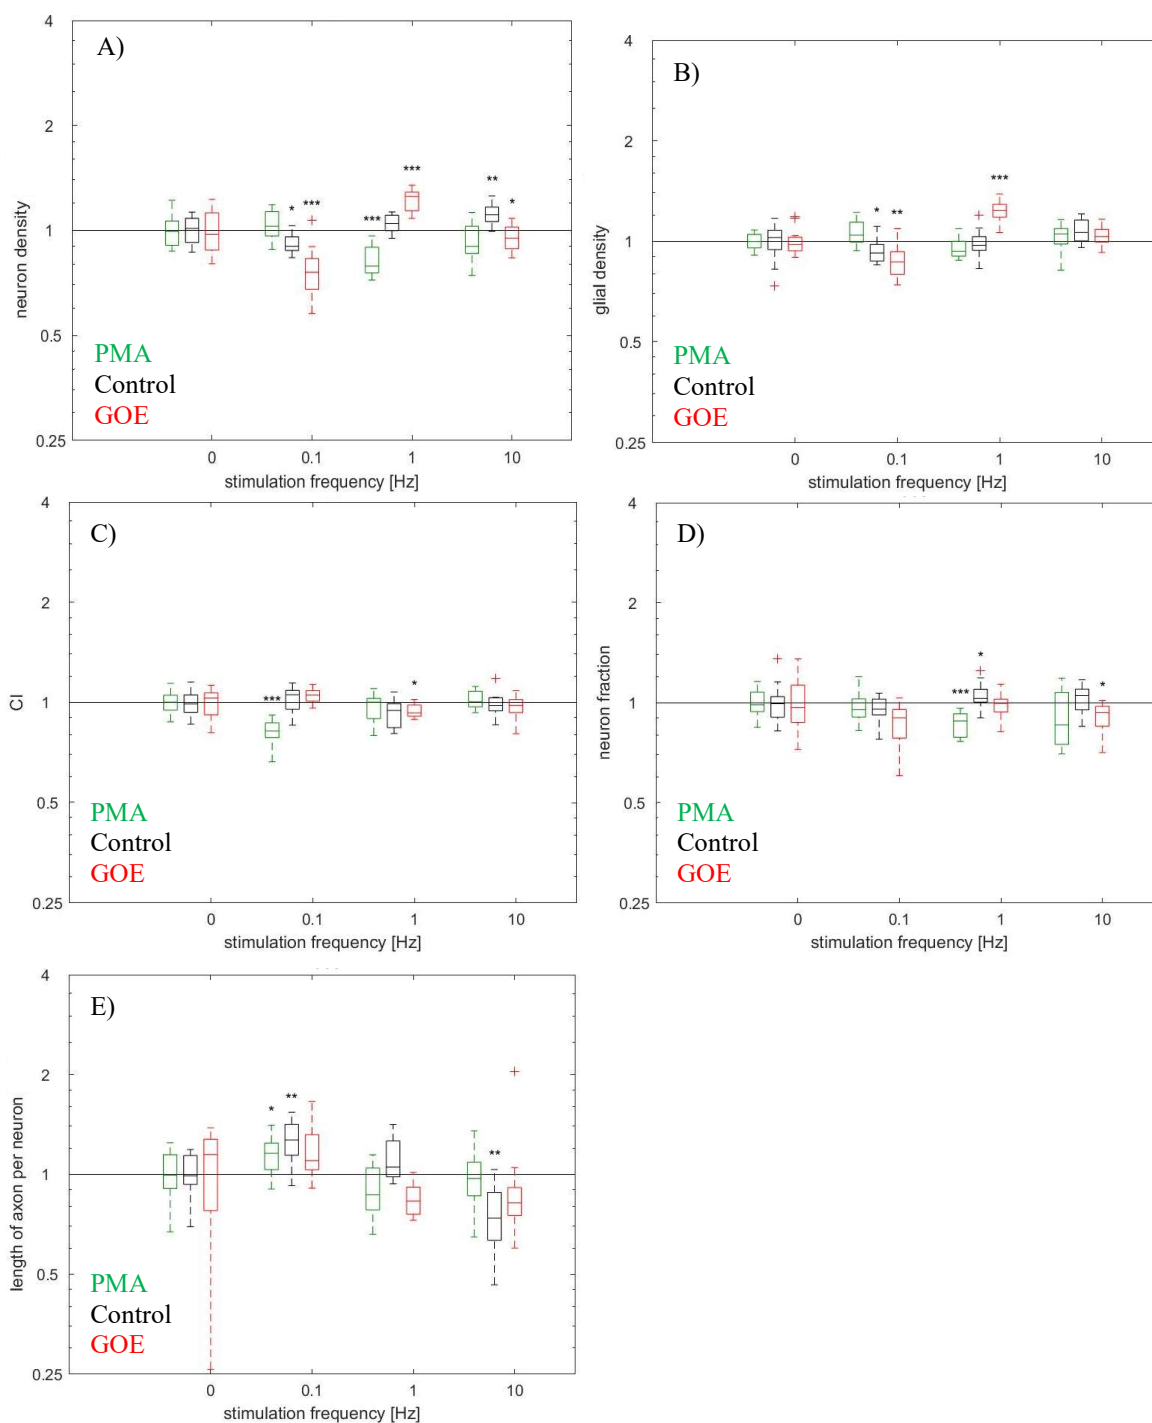 A)
4
2
1
0.5
0.25
neuron density
* *** *** *** ** *
PMA
Control
GOE
0 0.1 1 10
stimulation frequency [Hz]
B)
4
2
1
0.5
0.25
glial density
* ** ***
PMA
Control
GOE
0 0.1 1 10
stimulation frequency [Hz]
C)
4
2
1
0.5
0.25
CI
*** *
PMA
Control
GOE
0 0.1 1 10
stimulation frequency [Hz]
D)
4
2
1
0.5
0.25
neuron fraction
*** * *
PMA
Control
GOE
0 0.1 1 10
stimulation frequency [Hz]
E)
4
2
1
0.5
0.25
length of axon per neuron
* ** **
PMA
Control
GOE
0 0.1 1 10
stimulation frequency [Hz]